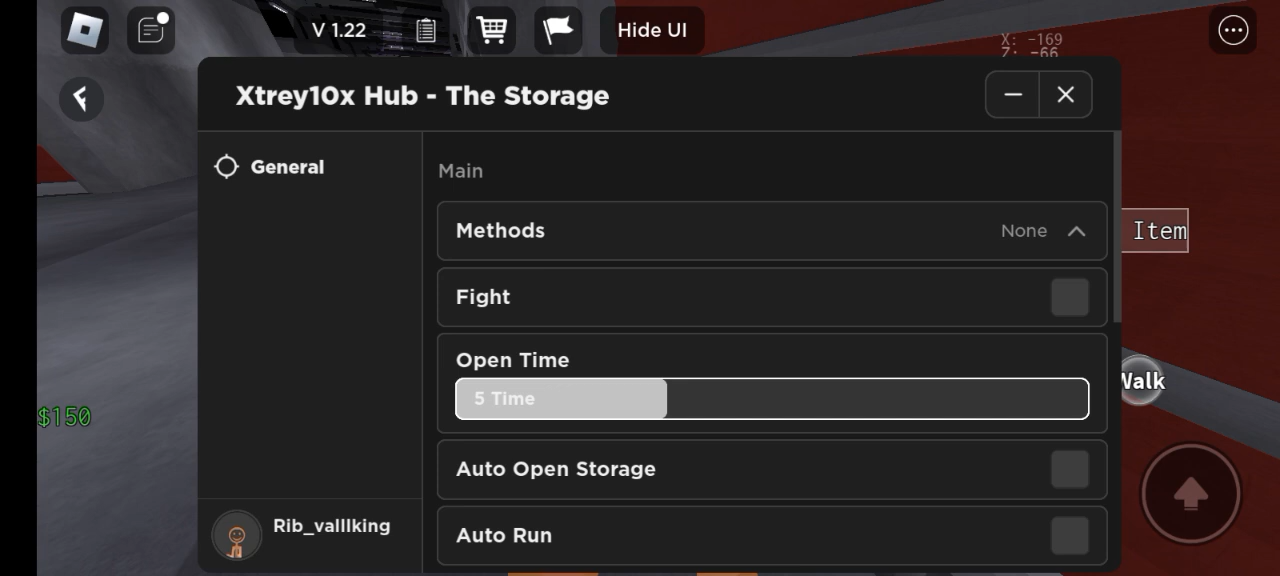 V 1.22
Hide UI
X: -169
Z: -66
Xtrey10x Hub - The Storage
General
Main
Methods
None
Item
Fight
Open Time
5 Time
Walk
$150
Auto Open Storage
Rib_valllking
Auto Run